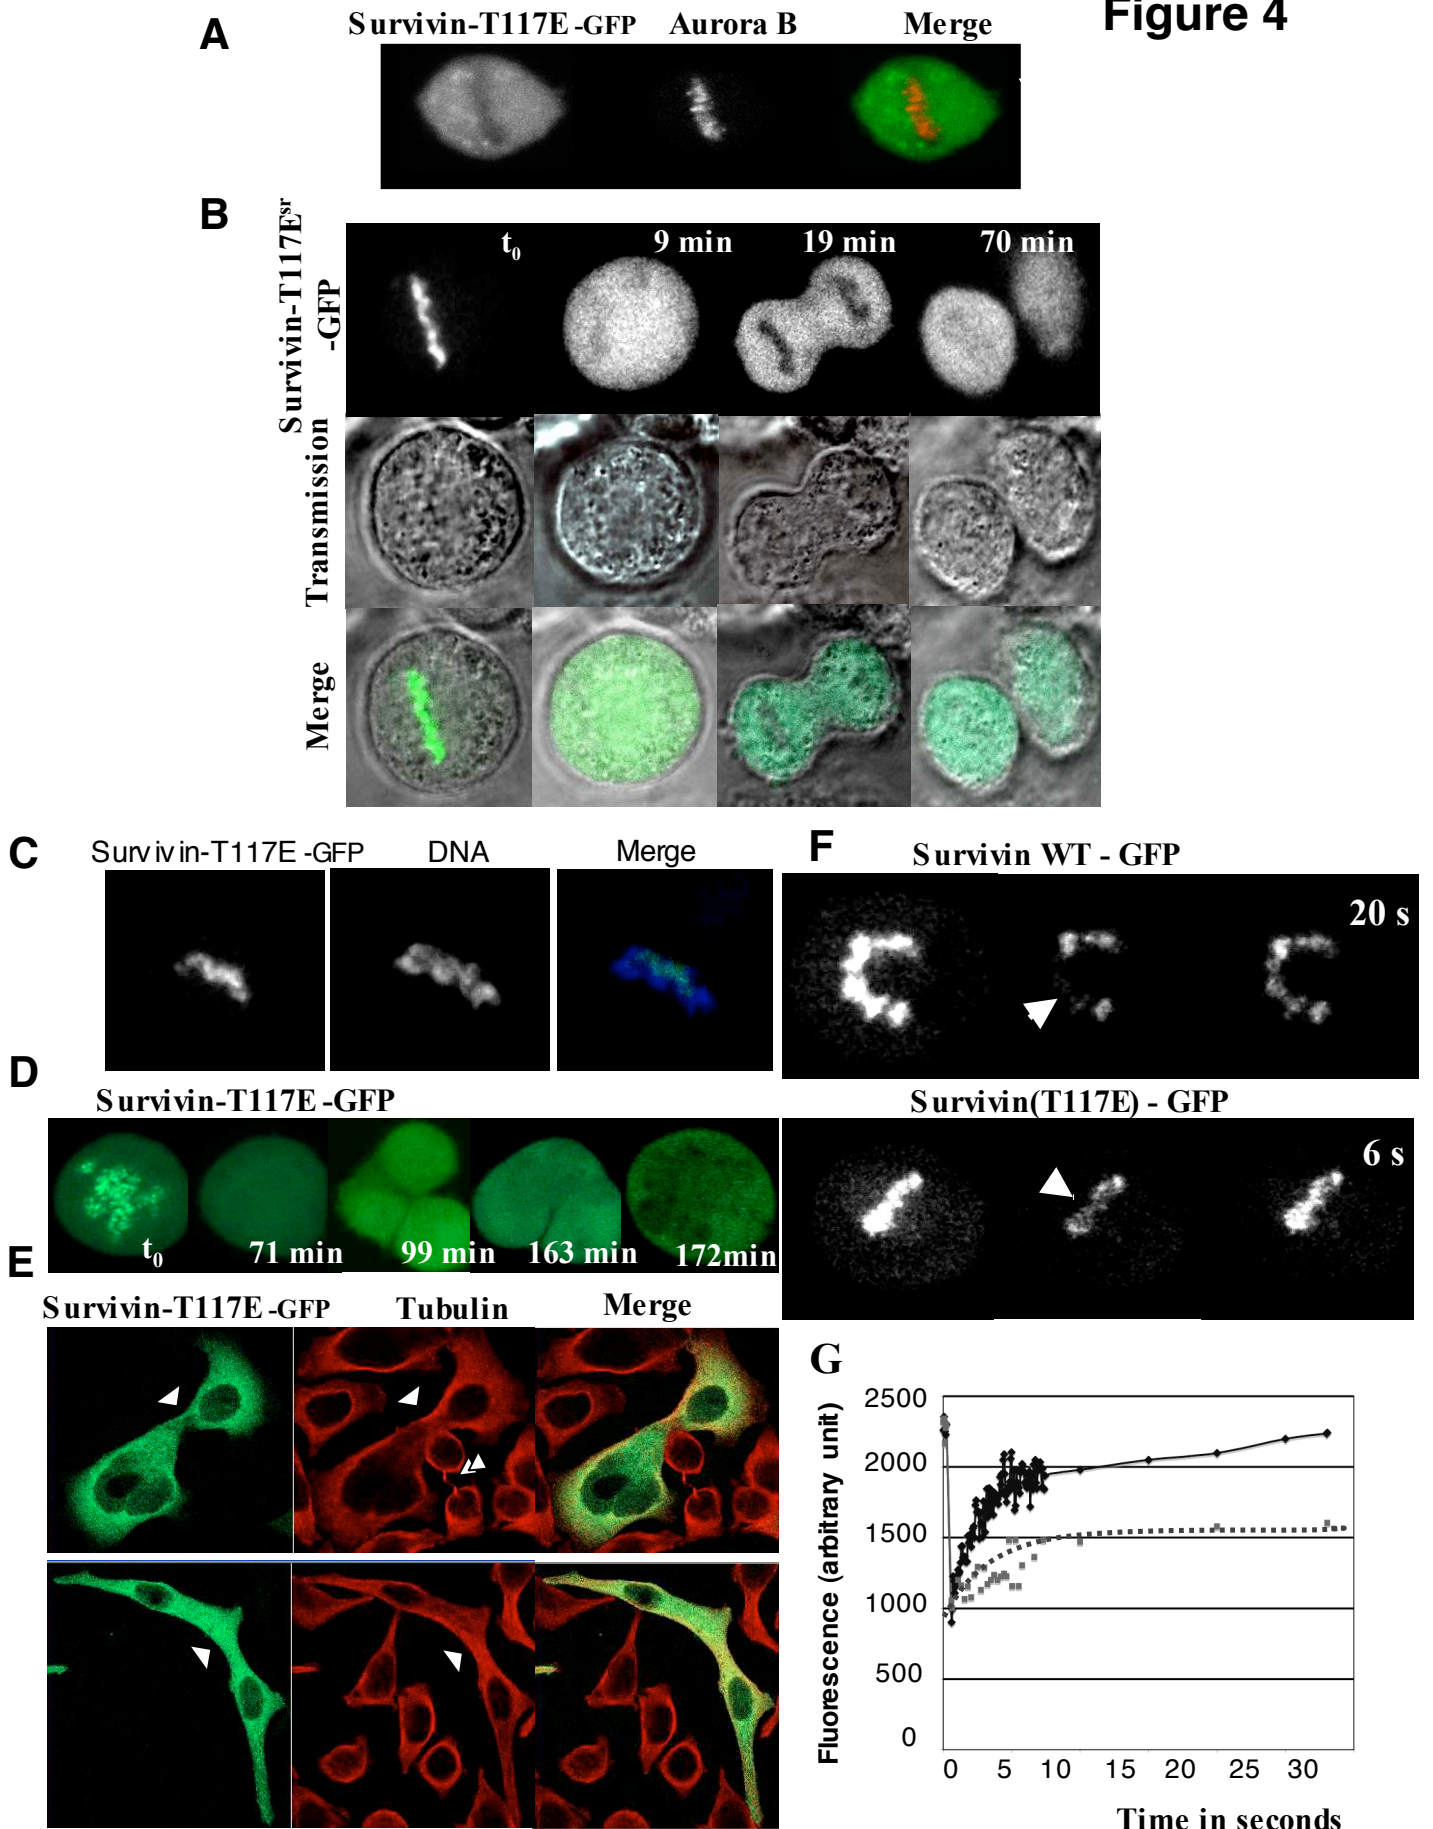 Figure 4
A
Survivin-T117E-GFP Aurora B Merge
B
Survivin-T117E^sr
-GFP
t₀ 9 min 19 min 70 min
Transmission
Merge
C
Survivin-T117E-GFP DNA Merge
D
Survivin-T117E-GFP
t₀ 71 min 99 min 163 min 172min
E
Survivin-T117E-GFP Tubulin Merge
F
Survivin WT - GFP
20 s
Survivin(T117E) - GFP
6 s
G
Fluorescence (arbitrary unit)
2500
2000
1500
1000
500
0
0 5 10 15 20 25 30
Time in seconds